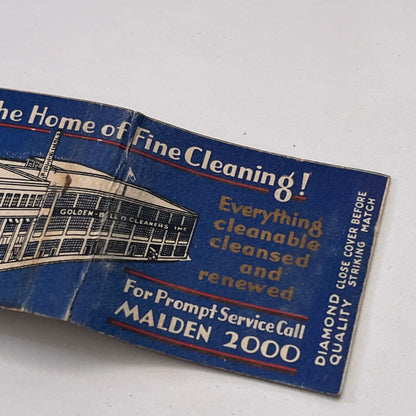 he Home of Fine Cleaning!
GOLDEN-BELL CLEANERS INC
Everything
cleanable
cleansed
and
renewed
For Prompt Service Call
MALDEN 2000
DIAMOND QUALITY
CLOSE COVER BEFORE
STRIKING MATCH